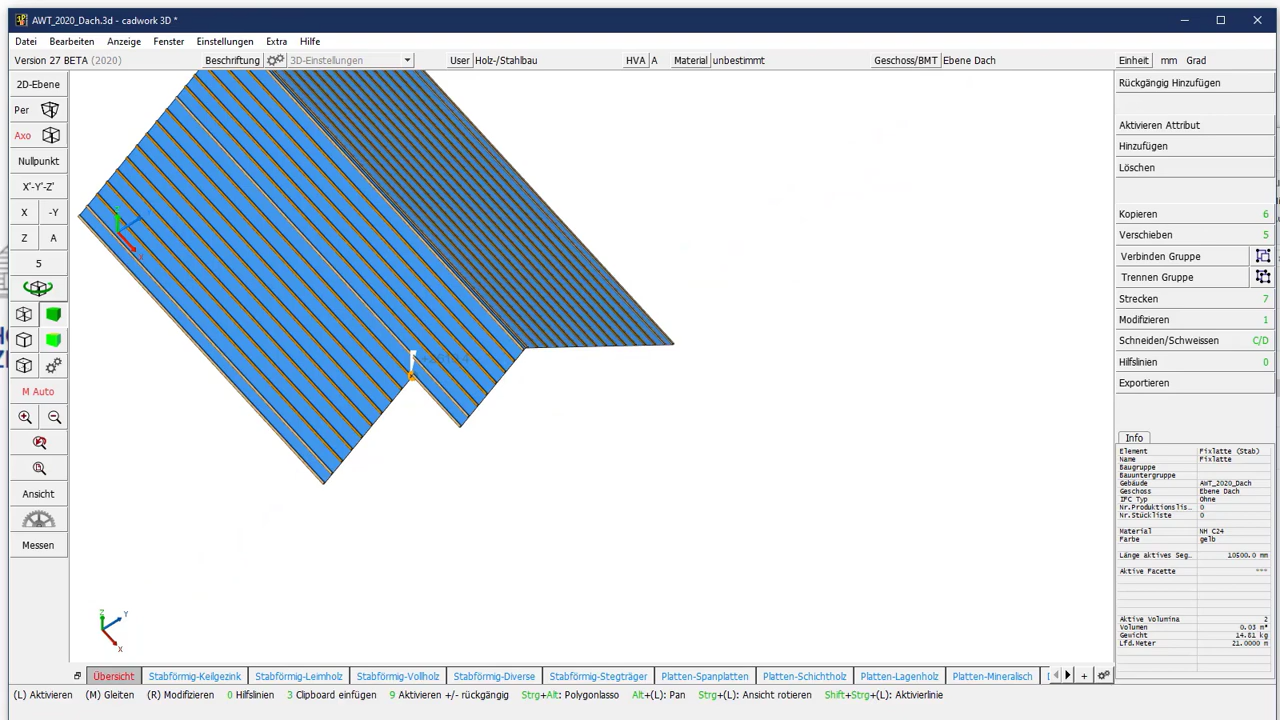 AWT_2020_Dach.3d - cadwork 3D *
Datei Bearbeiten Anzeige Fenster Einstellungen Extra Hilfe
Version 27 BETA (2020) Beschriftung 3D-Einstellungen User Holz-/Stahlbau HVA A Material unbestimmt Geschoss/BMT Ebene Dach Einheit mm Grad
2D-Ebene
Per
Axo
Nullpunkt
X'-Y'-Z'
X -Y
Z A
5
M Auto
Ansicht
Messen
Rückgängig Hinzufügen
Aktivieren Attribut
Hinzufügen
Löschen
Kopieren 6
Verschieben 5
Verbinden Gruppe
Trennen Gruppe
Strecken 7
Modifizieren 1
Schneiden/Schweissen C/D
Hilfslinien 0
Exportieren
Info
Element Fixlatte (Stab)
Name Fixlatte
Baugruppe
Bauuntergruppe
Gebäude AWT_2020_Dach
Geschoss Ebene Dach
IFC Typ Ohne
Nr.Produktionslis.. 0
Nr.Stückliste 0
Material NH C24
Farbe gelb
Länge aktives Seg.. 10500.0 mm
Aktive Facette ***
Aktive Volumina 2
Volumen 0.03 m³
Gewicht 14.81 kg
Lfd.Meter 21.0000 m
Z Y X
Übersicht Stabförmig-Keilgezink Stabförmig-Leimholz Stabförmig-Vollholz Stabförmig-Diverse Stabförmig-Stegträger Platten-Spanplatten Platten-Schichtholz Platten-Lagenholz Platten-Mineralisch
(L) Aktivieren (M) Gleiten (R) Modifizieren 0 Hilfslinien 3 Clipboard einfügen 9 Aktivieren +/- rückgängig Strg+Alt: Polygonlasso Alt+(L): Pan Strg+(L): Ansicht rotieren Shift+Strg+(L): Aktivierlinie